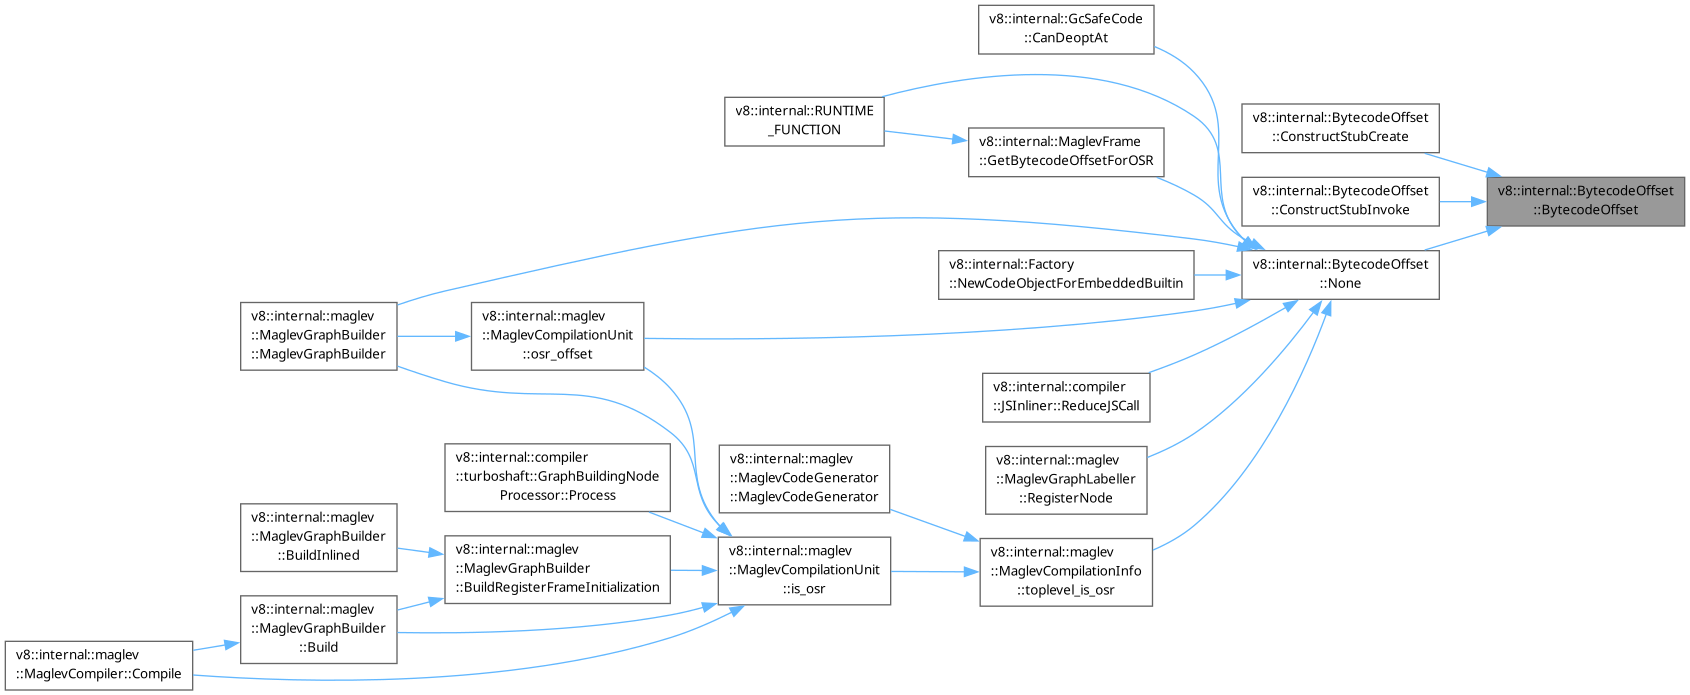 v8::internal::GcSafeCode
::CanDeoptAt
v8::internal::RUNTIME
_FUNCTION
v8::internal::MaglevFrame
::GetBytecodeOffsetForOSR
v8::internal::BytecodeOffset
::ConstructStubCreate
v8::internal::BytecodeOffset
::ConstructStubInvoke
v8::internal::BytecodeOffset
::BytecodeOffset
v8::internal::Factory
::NewCodeObjectForEmbeddedBuiltin
v8::internal::BytecodeOffset
::None
v8::internal::maglev
::MaglevGraphBuilder
::MaglevGraphBuilder
v8::internal::maglev
::MaglevCompilationUnit
::osr_offset
v8::internal::compiler
::JSInliner::ReduceJSCall
v8::internal::compiler
::turboshaft::GraphBuildingNode
Processor::Process
v8::internal::maglev
::MaglevCodeGenerator
::MaglevCodeGenerator
v8::internal::maglev
::MaglevGraphLabeller
::RegisterNode
v8::internal::maglev
::MaglevGraphBuilder
::BuildInlined
v8::internal::maglev
::MaglevGraphBuilder
::BuildRegisterFrameInitialization
v8::internal::maglev
::MaglevCompilationUnit
::is_osr
v8::internal::maglev
::MaglevCompilationInfo
::toplevel_is_osr
v8::internal::maglev
::MaglevGraphBuilder
::Build
v8::internal::maglev
::MaglevCompiler::Compile